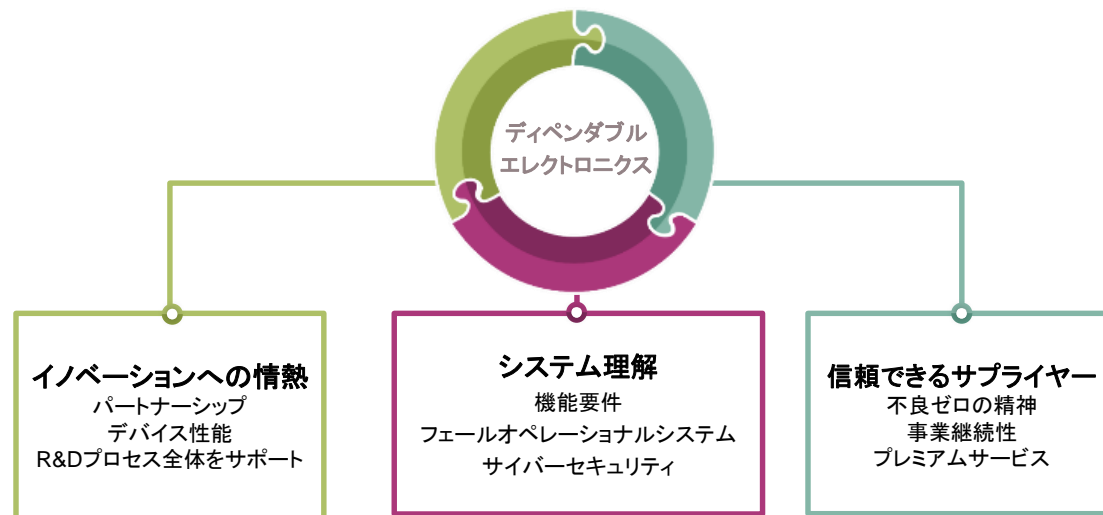 ディペンダブル
エレクトロニクス
イノベーションへの情熱
パートナーシップ
デバイス性能
R&Dプロセス全体をサポート
システム理解
機能要件
フェールオペレーショナルシステム
サイバーセキュリティ
信頼できるサプライヤー
不良ゼロの精神
事業継続性
プレミアムサービス